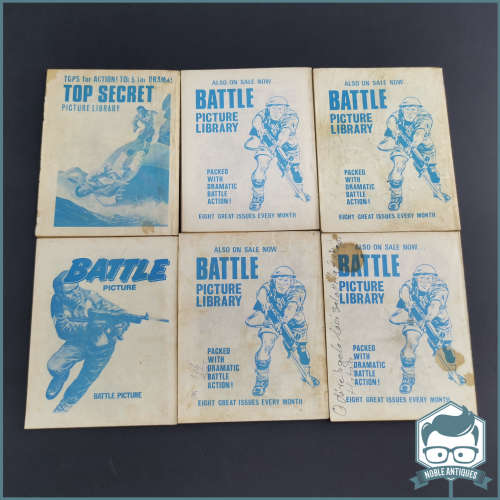 TOPS for ACTION! TOPS for DRAMA!
TOP SECRET
PICTURE LIBRARY
ALSO ON SALE NOW
BATTLE
PICTURE
LIBRARY
PACKED
WITH
DRAMATIC
BATTLE
ACTION!
EIGHT GREAT ISSUES EVERY MONTH
ALSO ON SALE NOW
BATTLE
PICTURE
LIBRARY
PACKED
WITH
DRAMATIC
BATTLE
ACTION!
EIGHT GREAT ISSUES EVERY MONTH
BATTLE
PICTURE
BATTLE PICTURE
ALSO ON SALE NOW
BATTLE
PICTURE
LIBRARY
PACKED
WITH
DRAMATIC
BATTLE
ACTION!
EIGHT GREAT ISSUES EVERY MONTH
ALSO ON SALE NOW
BATTLE
PICTURE
LIBRARY
PACKED
WITH
DRAMATIC
BATTLE
ACTION!
EIGHT GREAT ISSUES EVERY MONTH
NOBLE ANTIQUES